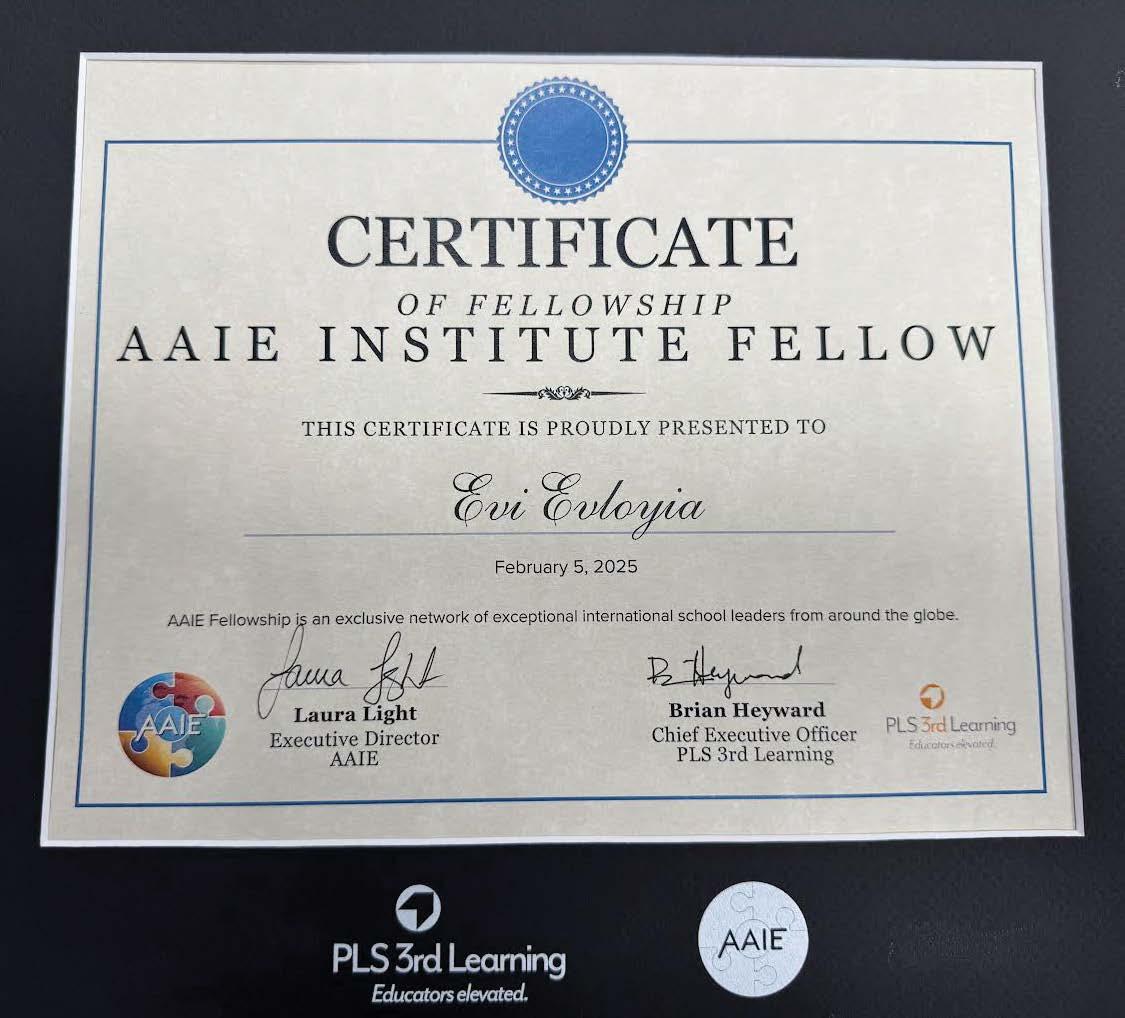 CERTIFICATE
OF FELLOWSHIP
AAIE INSTITUTE FELLOW
THIS CERTIFICATE IS PROUDLY PRESENTED TO
Evi Evloyia
February 5, 2025
AAIE Fellowship is an exclusive network of exceptional international school leaders from around the globe.
Laura Light
B Heyward
AAIE
Laura Light
Executive Director
AAIE
Brian Heyward
Chief Executive Officer
PLS 3rd Learning
PLS 3rd Learning
Educators elevated.
PLS 3rd Learning
Educators elevated.
AAIE